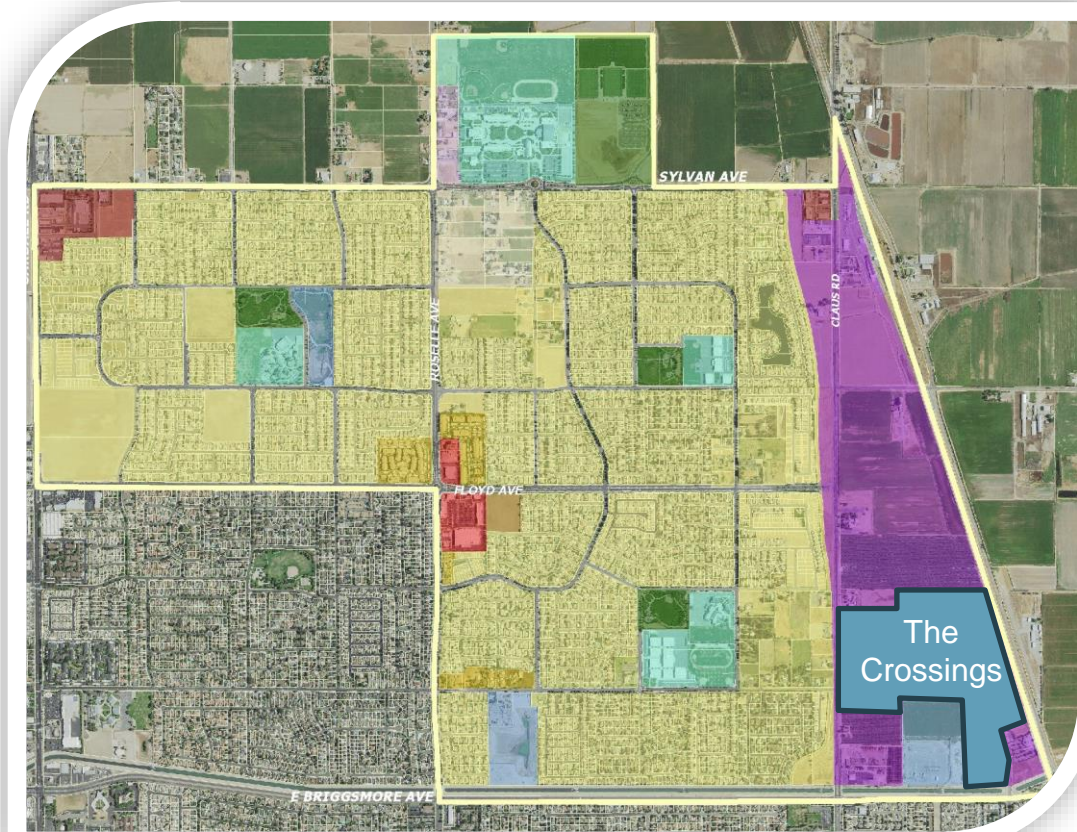 SYLVAN AVE
CLAUS RD
ROSELLE AVE
FLOYD AVE
The
Crossings
E BRIGGSMORE AVE